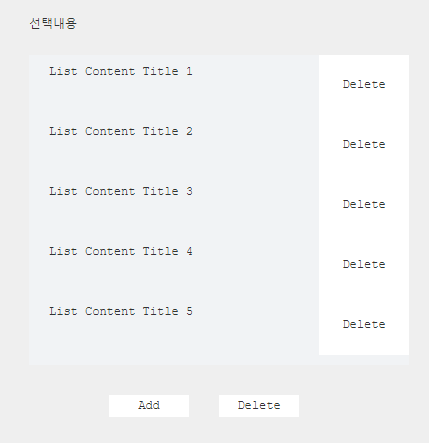 선택내용
List Content Title 1
Delete
List Content Title 2
Delete
List Content Title 3
Delete
List Content Title 4
Delete
List Content Title 5
Delete
Add Delete